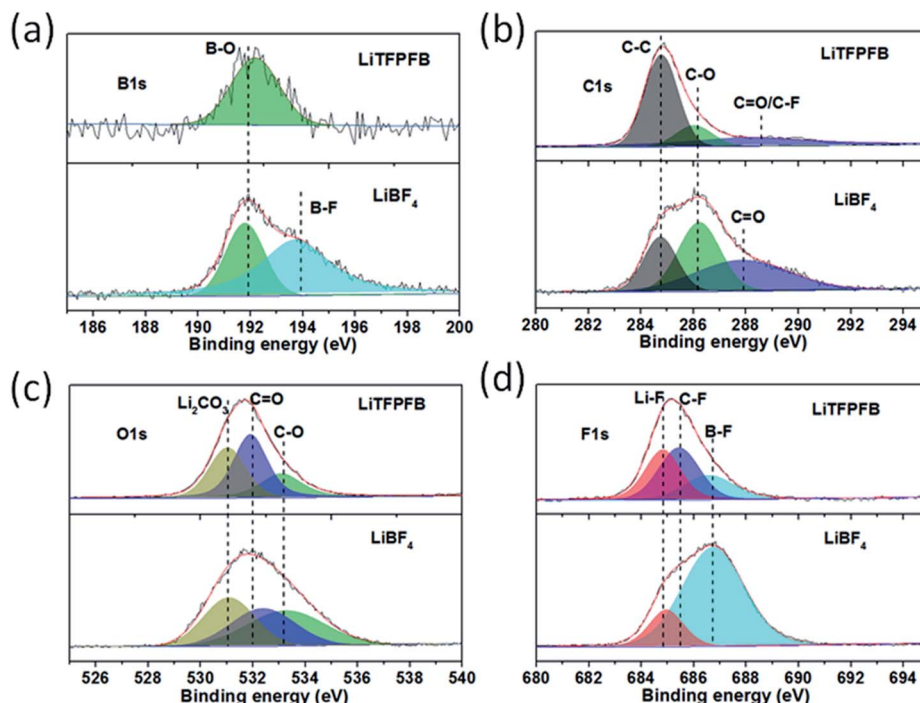 (a)
B-O
LiTFPFB
B1s
LiBF₄
B-F
186 188 190 192 194 196 198 200
Binding energy (eV)
(b)
C-C
LiTFPFB
C-O
C1s
C=O/C-F
LiBF₄
C=O
280 282 284 286 288 290 292 294
Binding energy (eV)
(c)
Li₂CO₃
C=O
LiTFPFB
C-O
O1s
LiBF₄
526 528 530 532 534 536 538 540
Binding energy (eV)
(d)
Li-F
C-F
LiTFPFB
B-F
F1s
LiBF₄
680 682 684 686 688 690 692 694
Binding energy (eV)